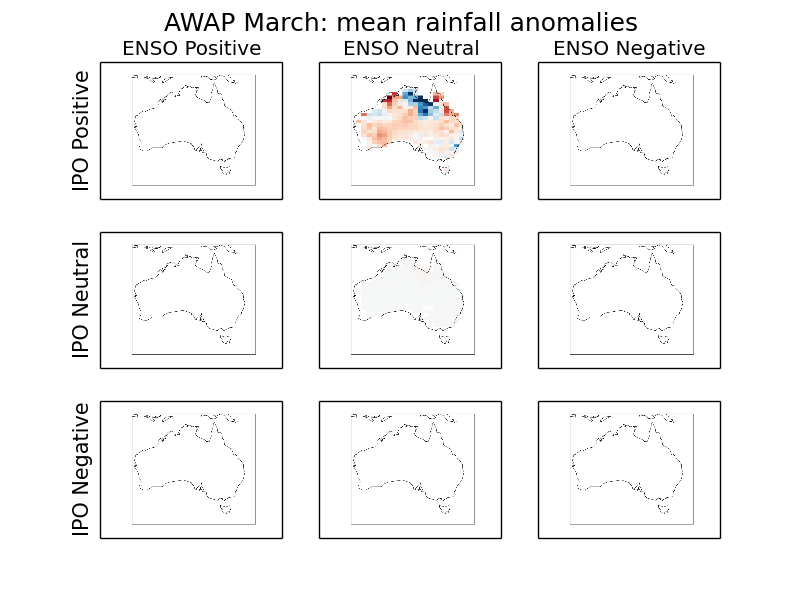 AWAP March: mean rainfall anomalies
ENSO Positive
ENSO Neutral
ENSO Negative
IPO Positive
IPO Neutral
IPO Negative